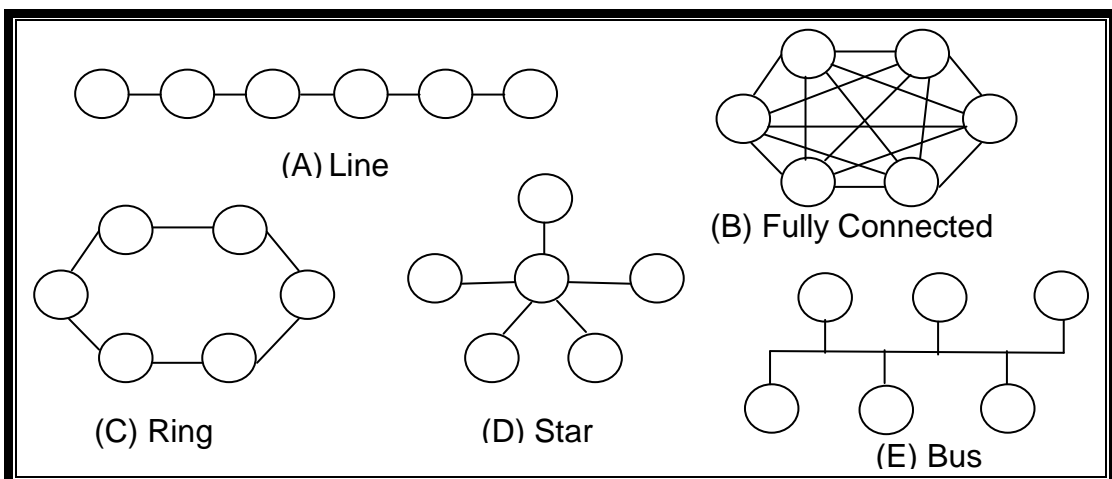 (A) Line
(B) Fully Connected
(C) Ring
(D) Star
(E) Bus